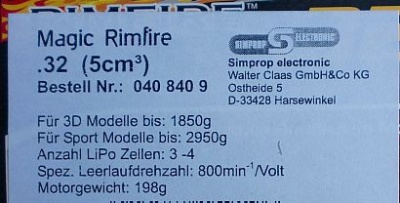 RIMFIRE™
Magic Rimfire
.32 (5cm³)
Bestell Nr.: 040 840 9
SIMPROP ELECTRONIC
Simprop electronic
Walter Claas GmbH&Co KG
Ostheide 5
D-33428 Harsewinkel
Für 3D Modelle bis: 1850g
Für Sport Modelle bis: 2950g
Anzahl LiPo Zellen: 3 -4
Spez. Leerlaufdrehzahl: 800min⁻¹/Volt
Motorgewicht: 198g